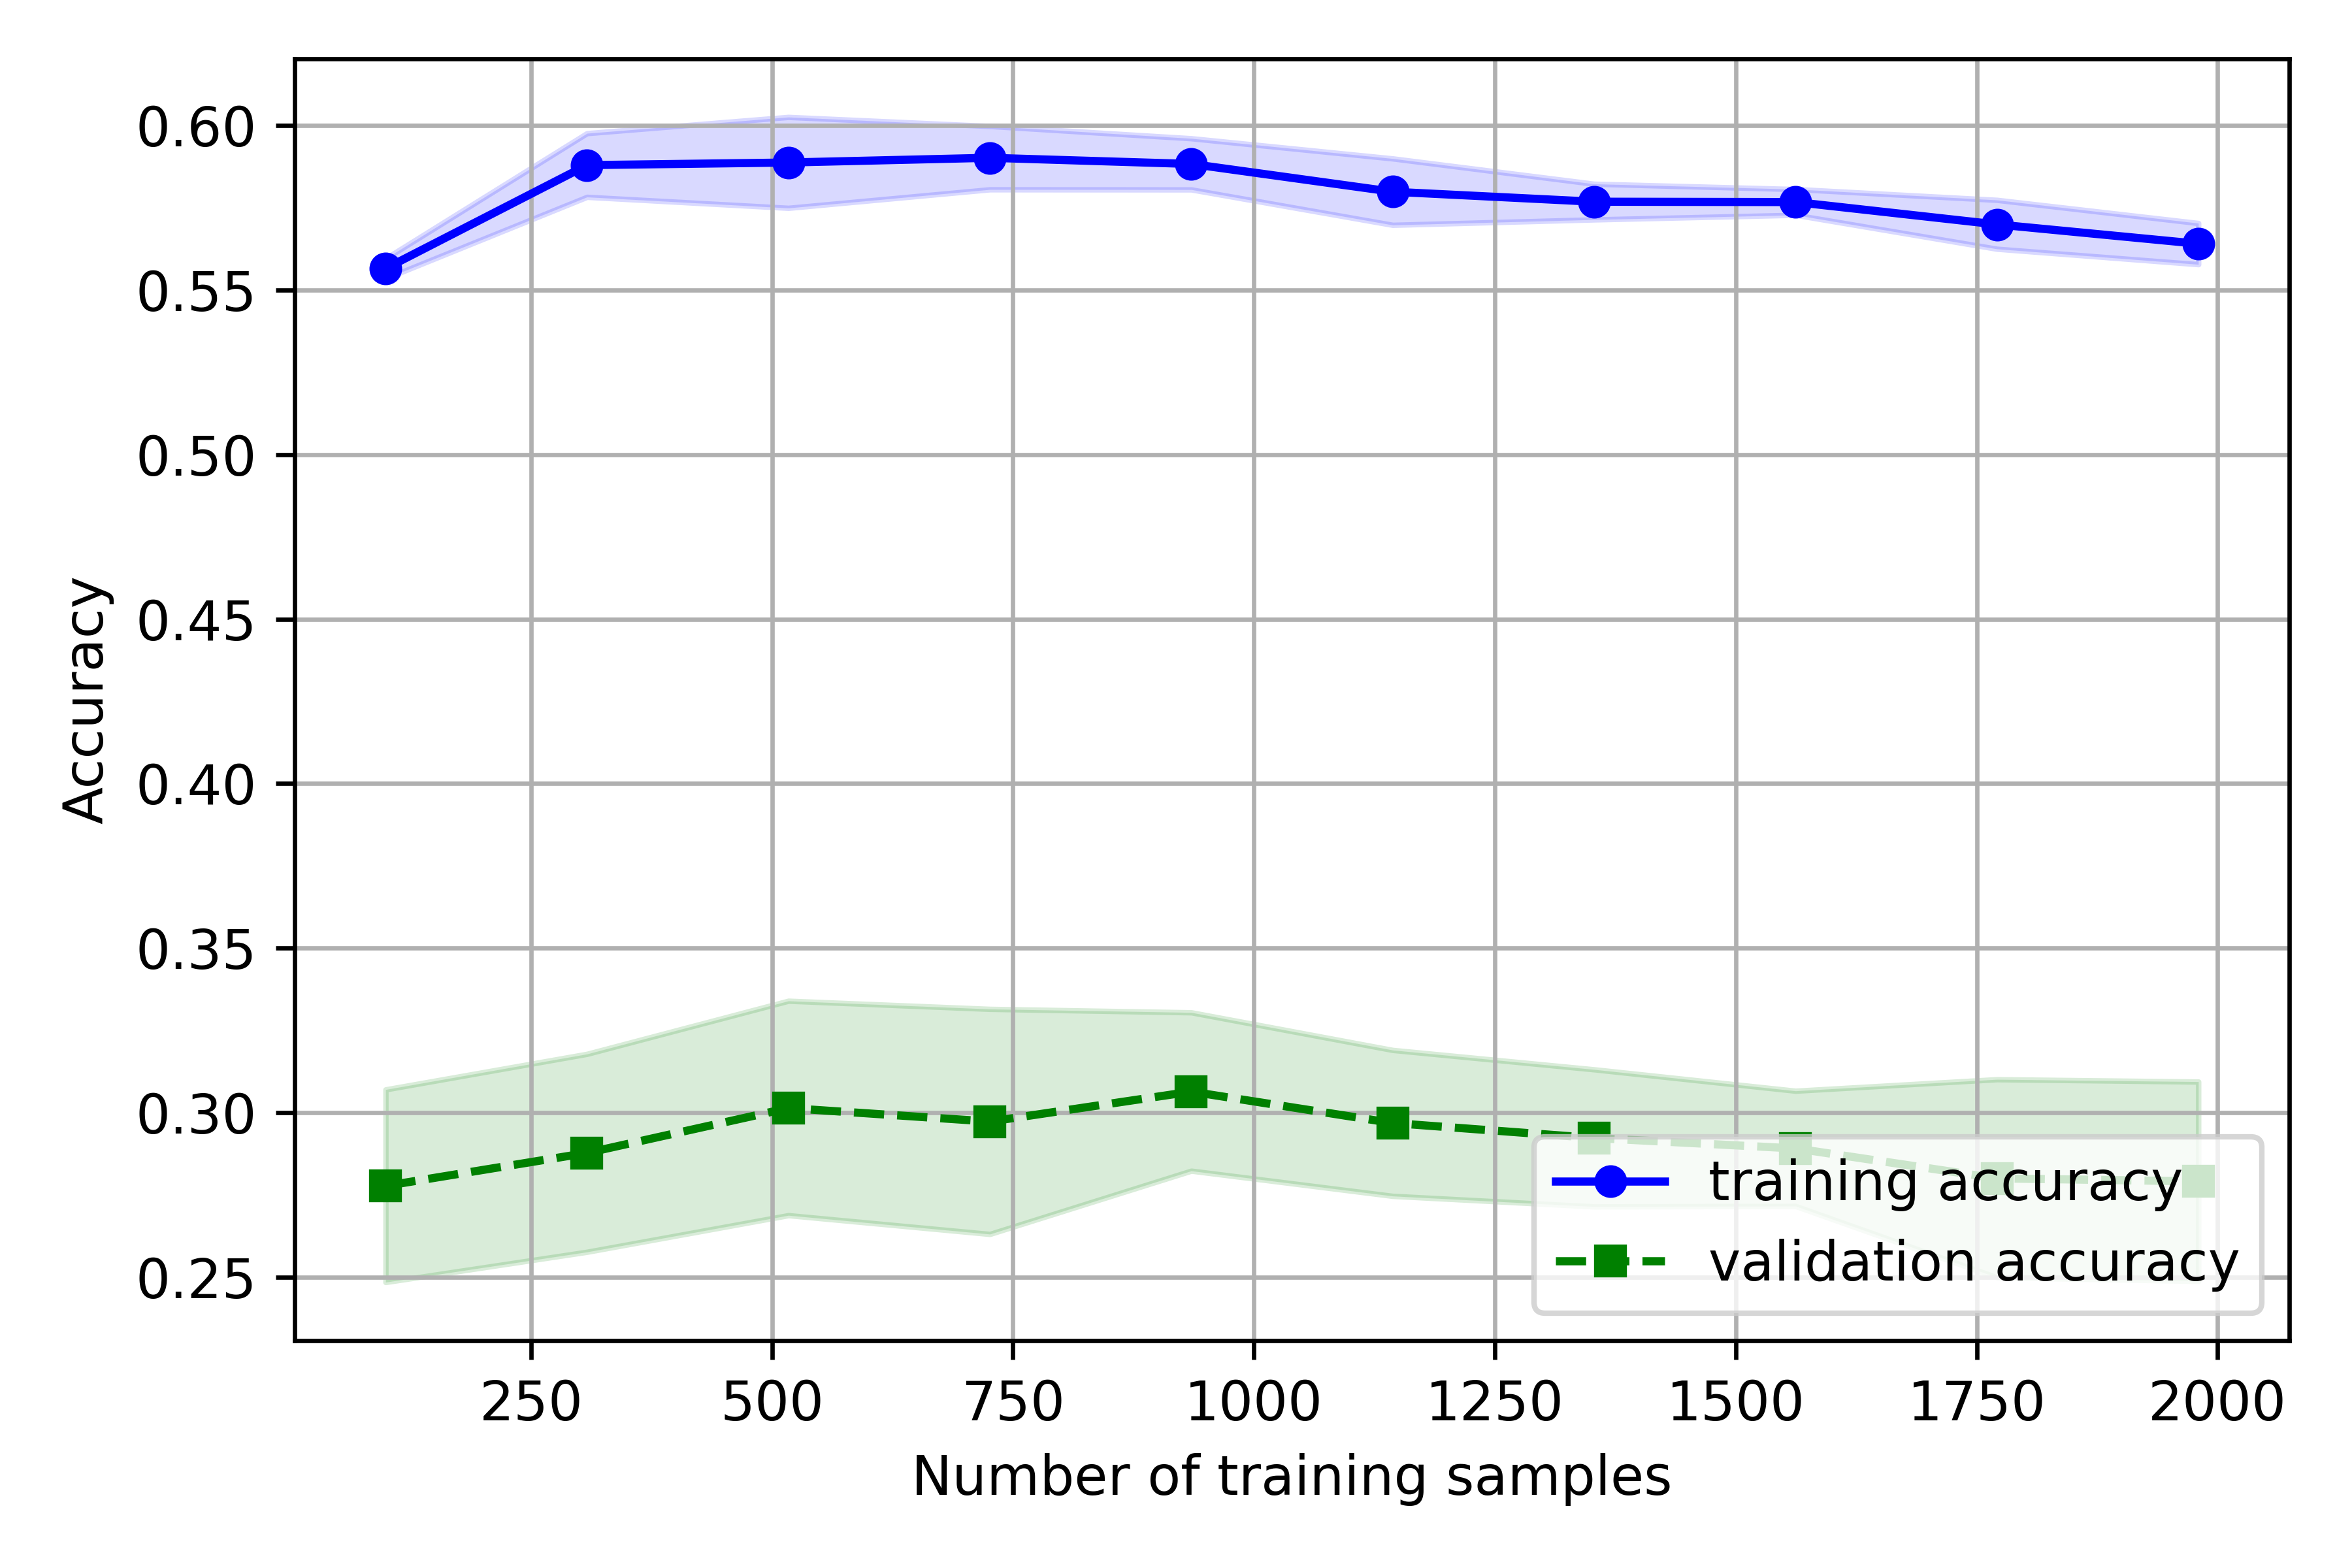 0.60
0.55
0.50
0.45
0.40
0.35
0.30
0.25
Accuracy
training accuracy
validation accuracy
250 500 750 1000 1250 1500 1750 2000
Number of training samples